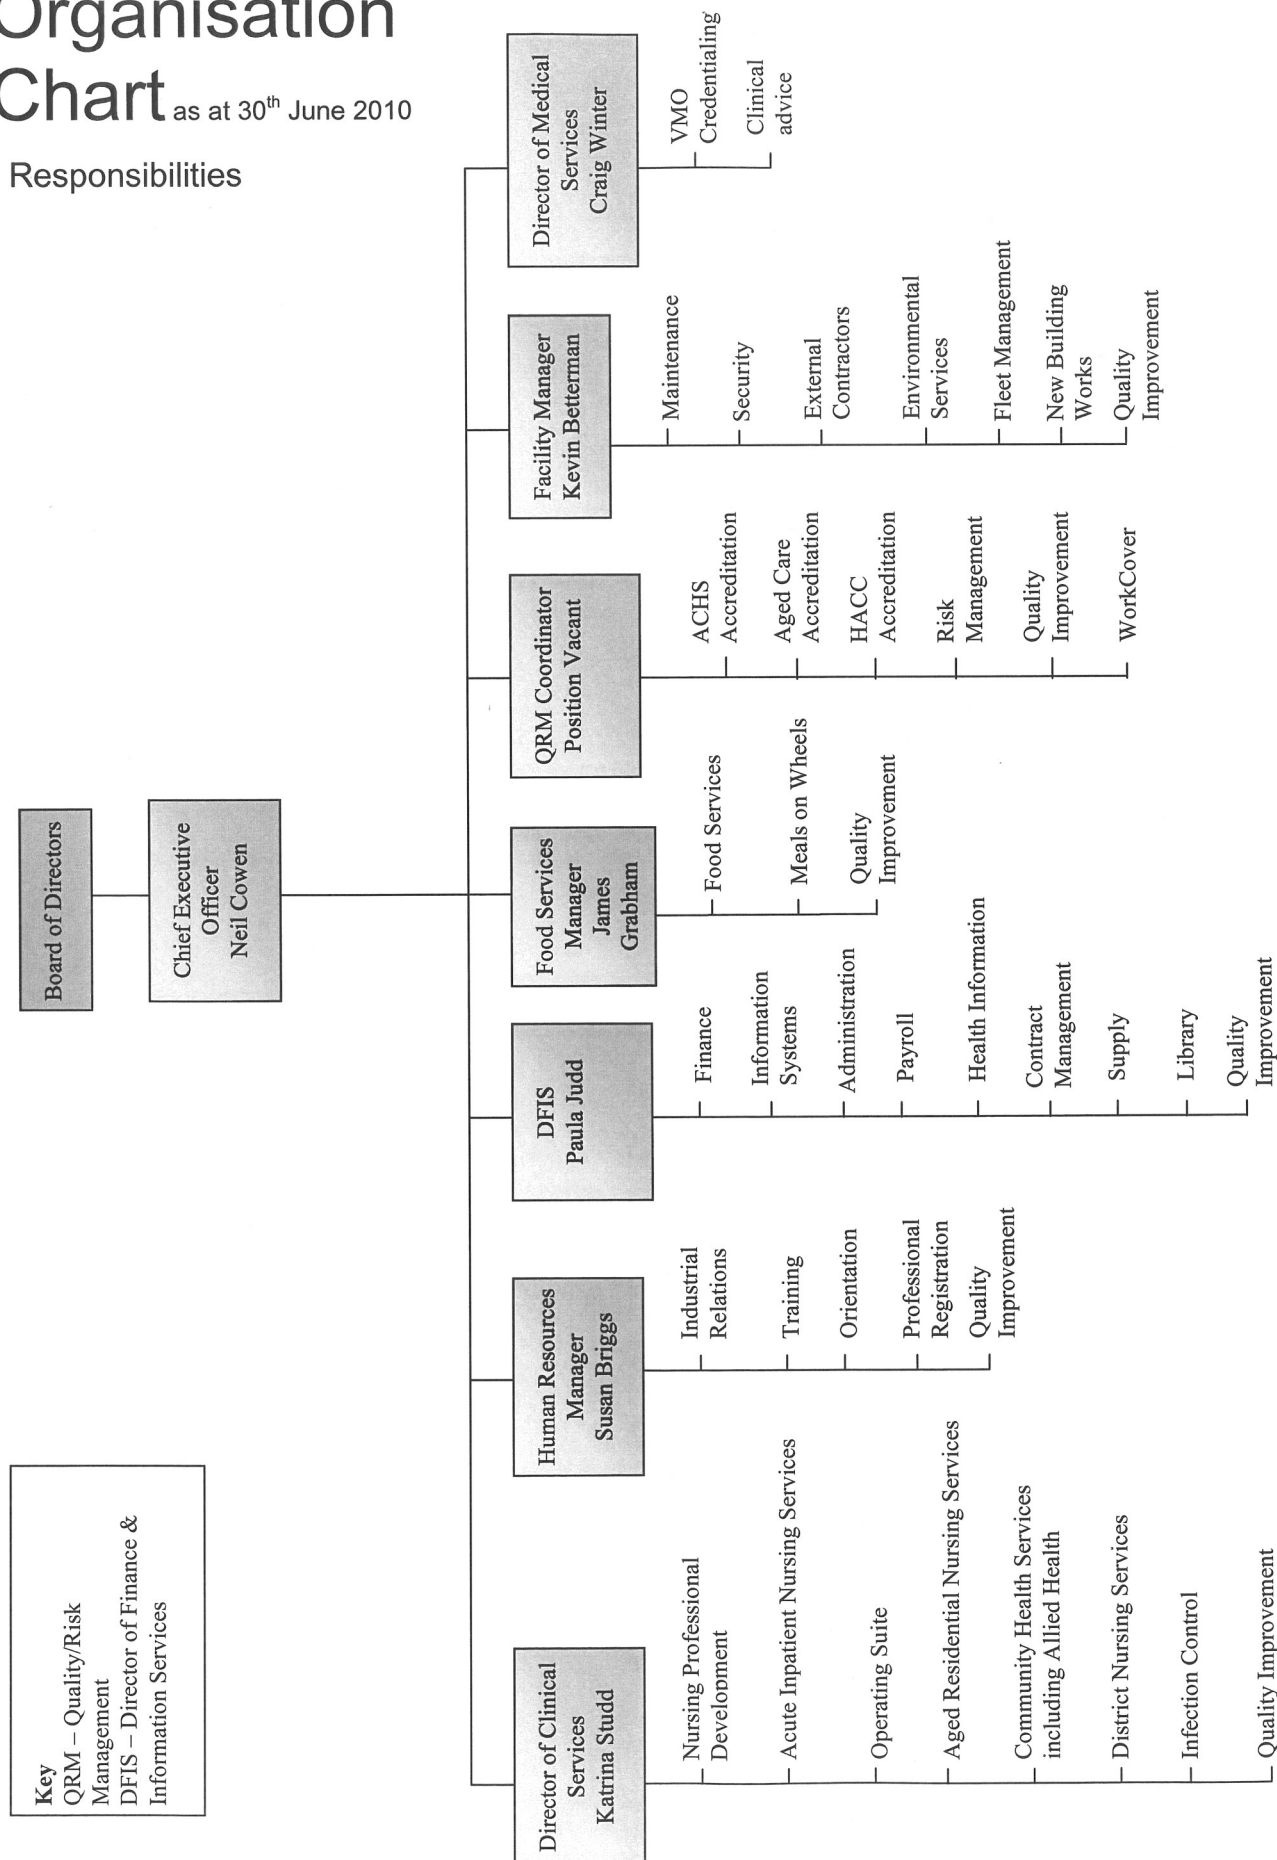 Organisation
Chart as at 30th June 2010
Responsibilities
Board of Directors
Chief Executive
Officer
Neil Cowen
Key
QRM – Quality/Risk
Management
DFIS – Director of Finance &
Information Services
Director of Clinical
Services
Katrina Studd
Nursing Professional
Development
Acute Inpatient Nursing Services
Operating Suite
Aged Residential Nursing Services
Community Health Services
including Allied Health
District Nursing Services
Infection Control
Quality Improvement
Human Resources
Manager
Susan Briggs
Industrial
Relations
Training
Orientation
Professional
Registration
Quality
Improvement
DFIS
Paula Judd
Finance
Information
Systems
Administration
Payroll
Health Information
Contract
Management
Supply
Library
Quality
Improvement
Food Services
Manager
James
Grabham
Food Services
Meals on Wheels
Quality
Improvement
QRM Coordinator
Position Vacant
ACHS
Accreditation
Aged Care
Accreditation
HACC
Accreditation
Risk
Management
Quality
Improvement
WorkCover
Facility Manager
Kevin Betterman
Maintenance
Security
External
Contractors
Environmental
Services
Fleet Management
New Building
Works
Quality
Improvement
Director of Medical
Services
Craig Winter
VMO
Credentialing
Clinical
advice